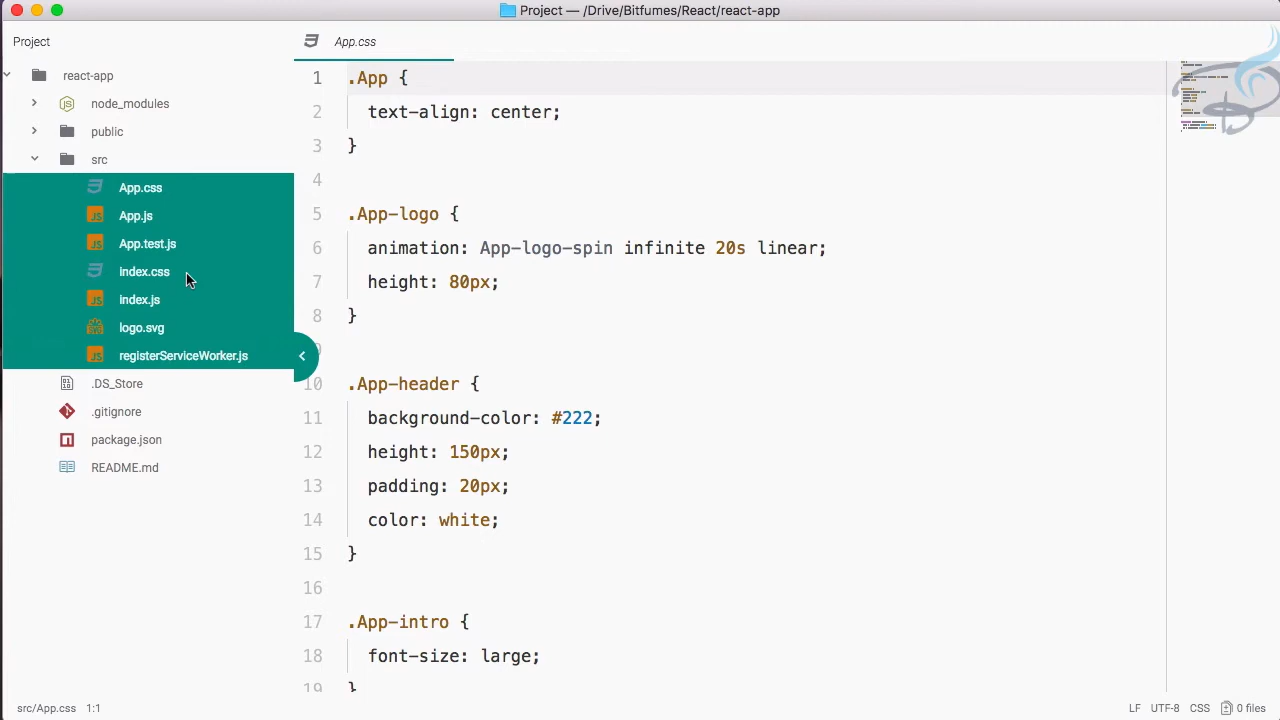 Project — /Drive/Bitfumes/React/react-app
Project
react-app
node_modules
public
src
App.css
App.js
App.test.js
index.css
index.js
logo.svg
registerServiceWorker.js
.DS_Store
.gitignore
package.json
README.md
App.css
1 .App {
2 text-align: center;
3 }
4
5 .App-logo {
6 animation: App-logo-spin infinite 20s linear;
7 height: 80px;
8 }
9
10 .App-header {
11 background-color: #222;
12 height: 150px;
13 padding: 20px;
14 color: white;
15 }
16
17 .App-intro {
18 font-size: large;
19 }
src/App.css 1:1
LF UTF-8 CSS 0 files